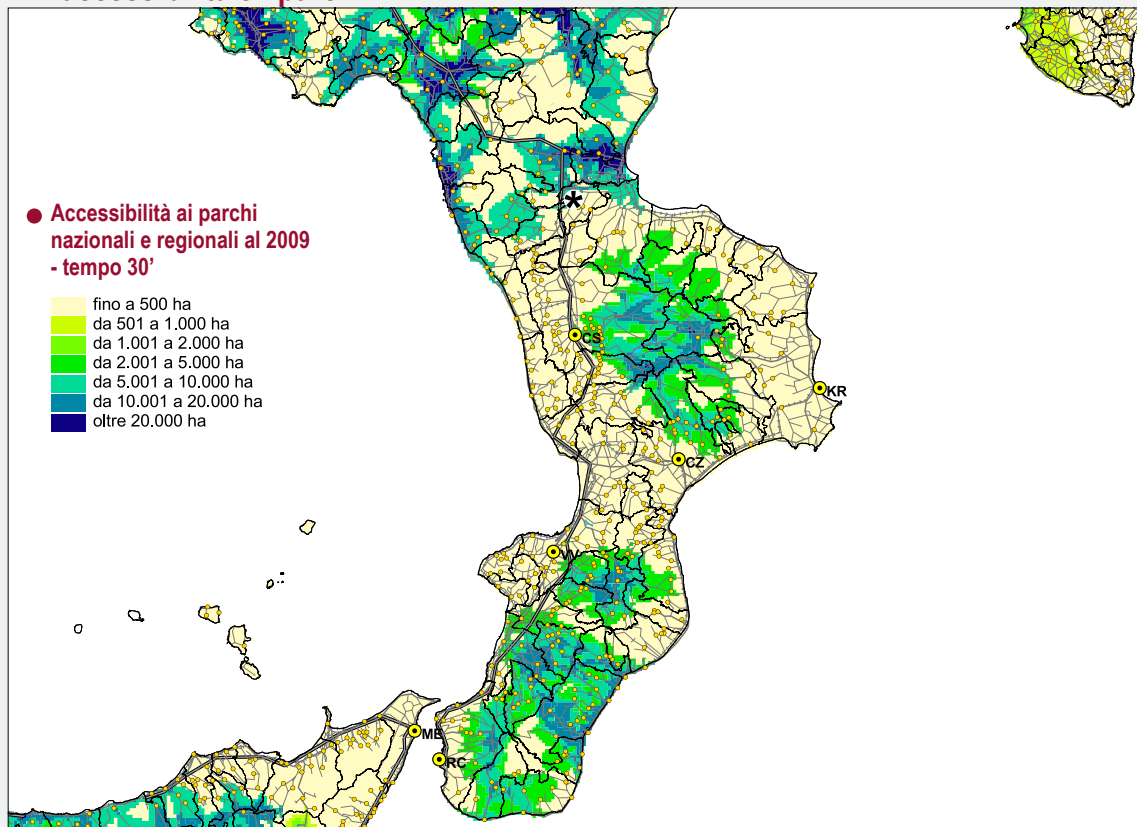 Accessibilità ai parchi
nazionali e regionali al 2009
- tempo 30'
fino a 500 ha
da 501 a 1.000 ha
da 1.001 a 2.000 ha
da 2.001 a 5.000 ha
da 5.001 a 10.000 ha
da 10.001 a 20.000 ha
oltre 20.000 ha
*
CS
KR
CZ
VV
ME
RC